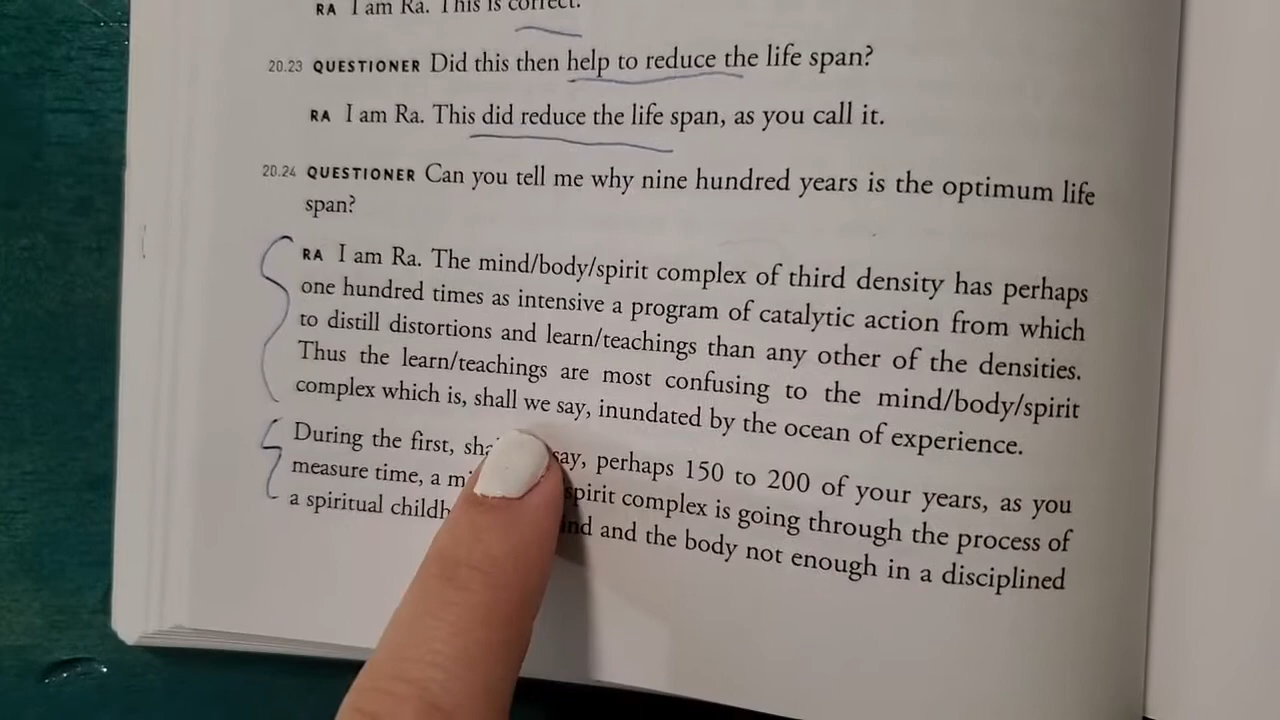 RA I am Ra. This is correct.
20.23 QUESTIONER Did this then help to reduce the life span?
RA I am Ra. This did reduce the life span, as you call it.
20.24 QUESTIONER Can you tell me why nine hundred years is the optimum life
span?
RA I am Ra. The mind/body/spirit complex of third density has perhaps
one hundred times as intensive a program of catalytic action from which
to distill distortions and learn/teachings than any other of the densities.
Thus the learn/teachings are most confusing to the mind/body/spirit
complex which is, shall we say, inundated by the ocean of experience.
During the first, say, perhaps 150 to 200 of your years, as you
measure time, a spirit complex is going through the process of
a spiritual and the body not enough in a disciplined